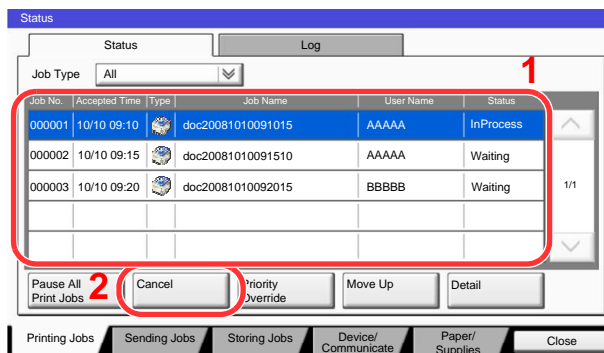 Status
Status Log
Job Type All
1
Job No. Accepted Time Type Job Name User Name Status
000001 10/10 09:10 doc20081010091015 AAAAA InProcess
000002 10/10 09:15 doc20081010091510 AAAAA Waiting
000003 10/10 09:20 doc20081010092015 BBBBB Waiting
1/1
Pause All
Print Jobs
2
Cancel
Priority
Override
Move Up
Detail
Printing Jobs
Sending Jobs
Storing Jobs
Device/
Communicate
Paper/
Supplies
Close